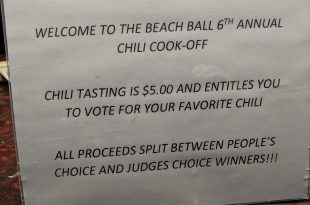 WELCOME TO THE BEACH BALL 6TH ANNUAL
CHILI COOK-OFF
CHILI TASTING IS $5.00 AND ENTITLES YOU
TO VOTE FOR YOUR FAVORITE CHILI
ALL PROCEEDS SPLIT BETWEEN PEOPLE'S
CHOICE AND JUDGES CHOICE WINNERS!!!